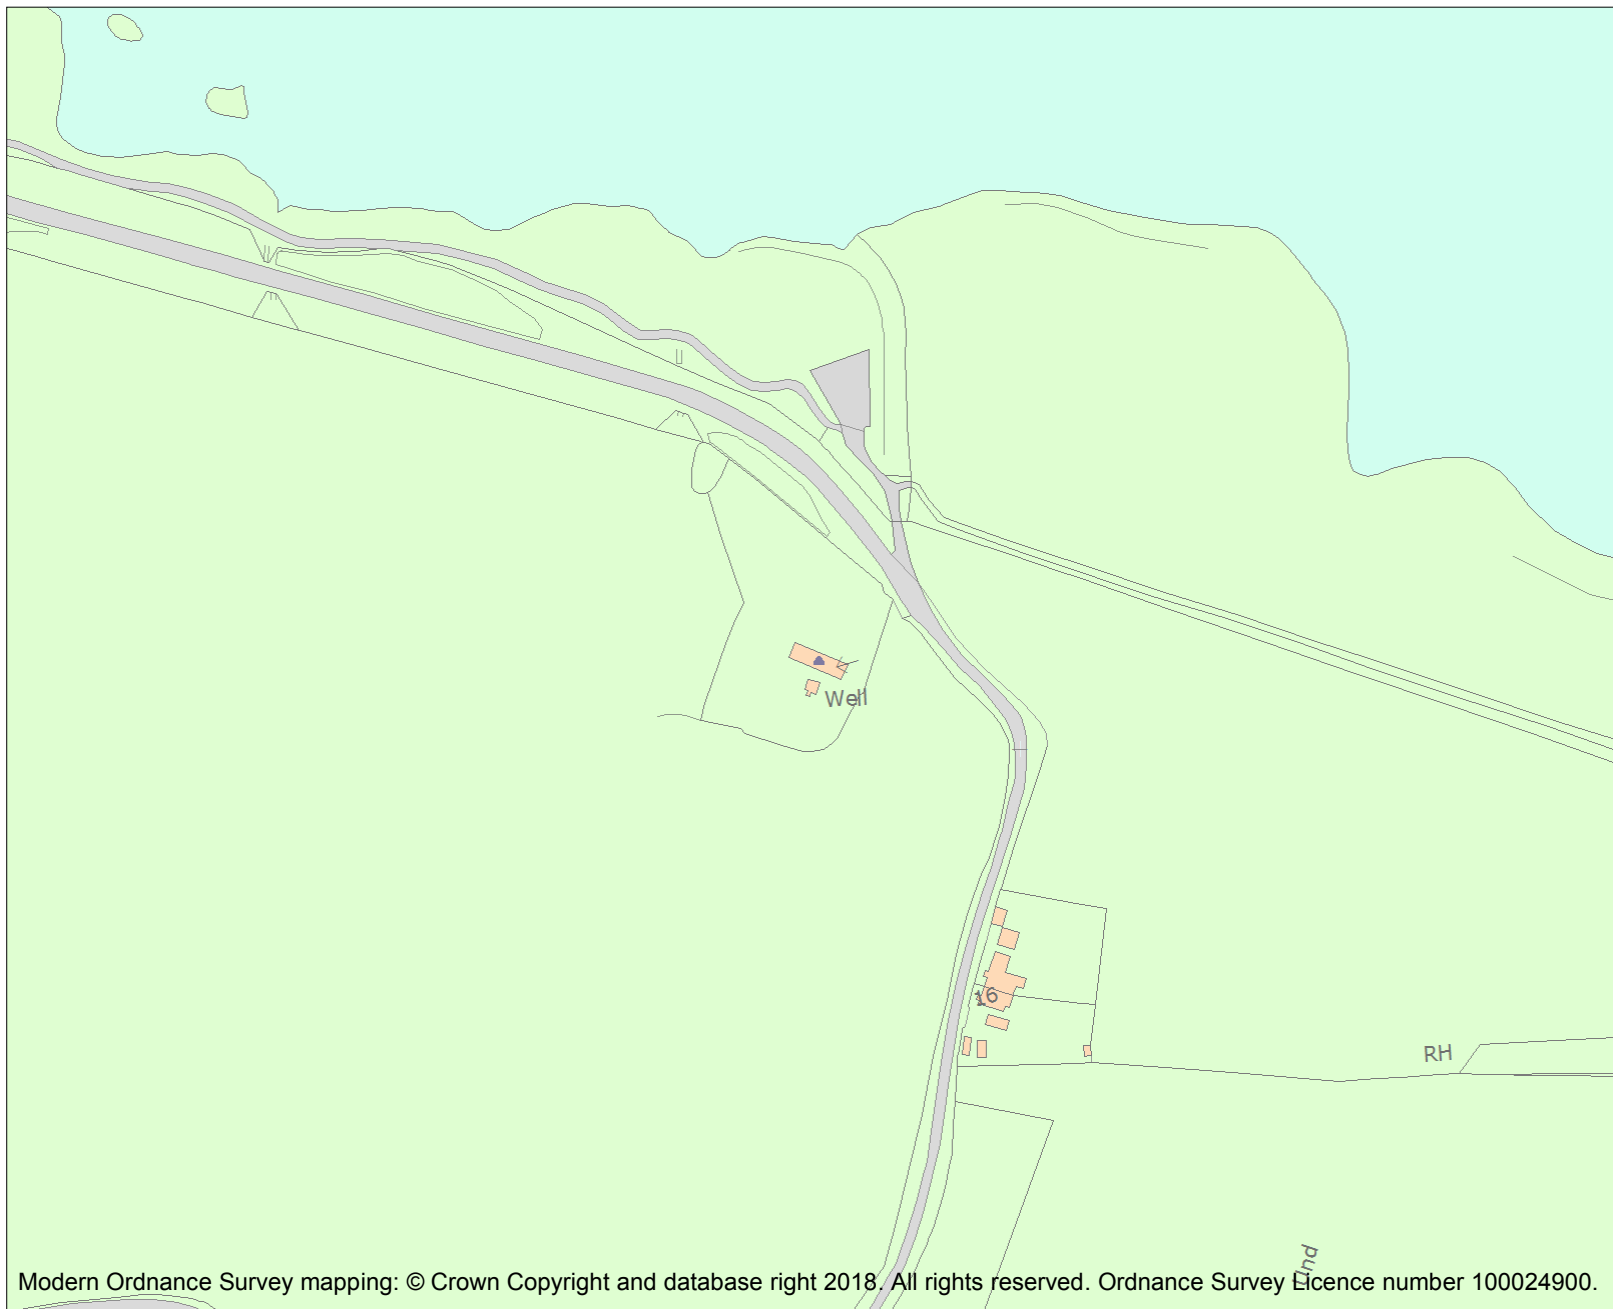 Well
16
RH
Und
Modern Ordnance Survey mapping: © Crown Copyright and database right 2018. All rights reserved. Ordnance Survey Licence number 100024900.